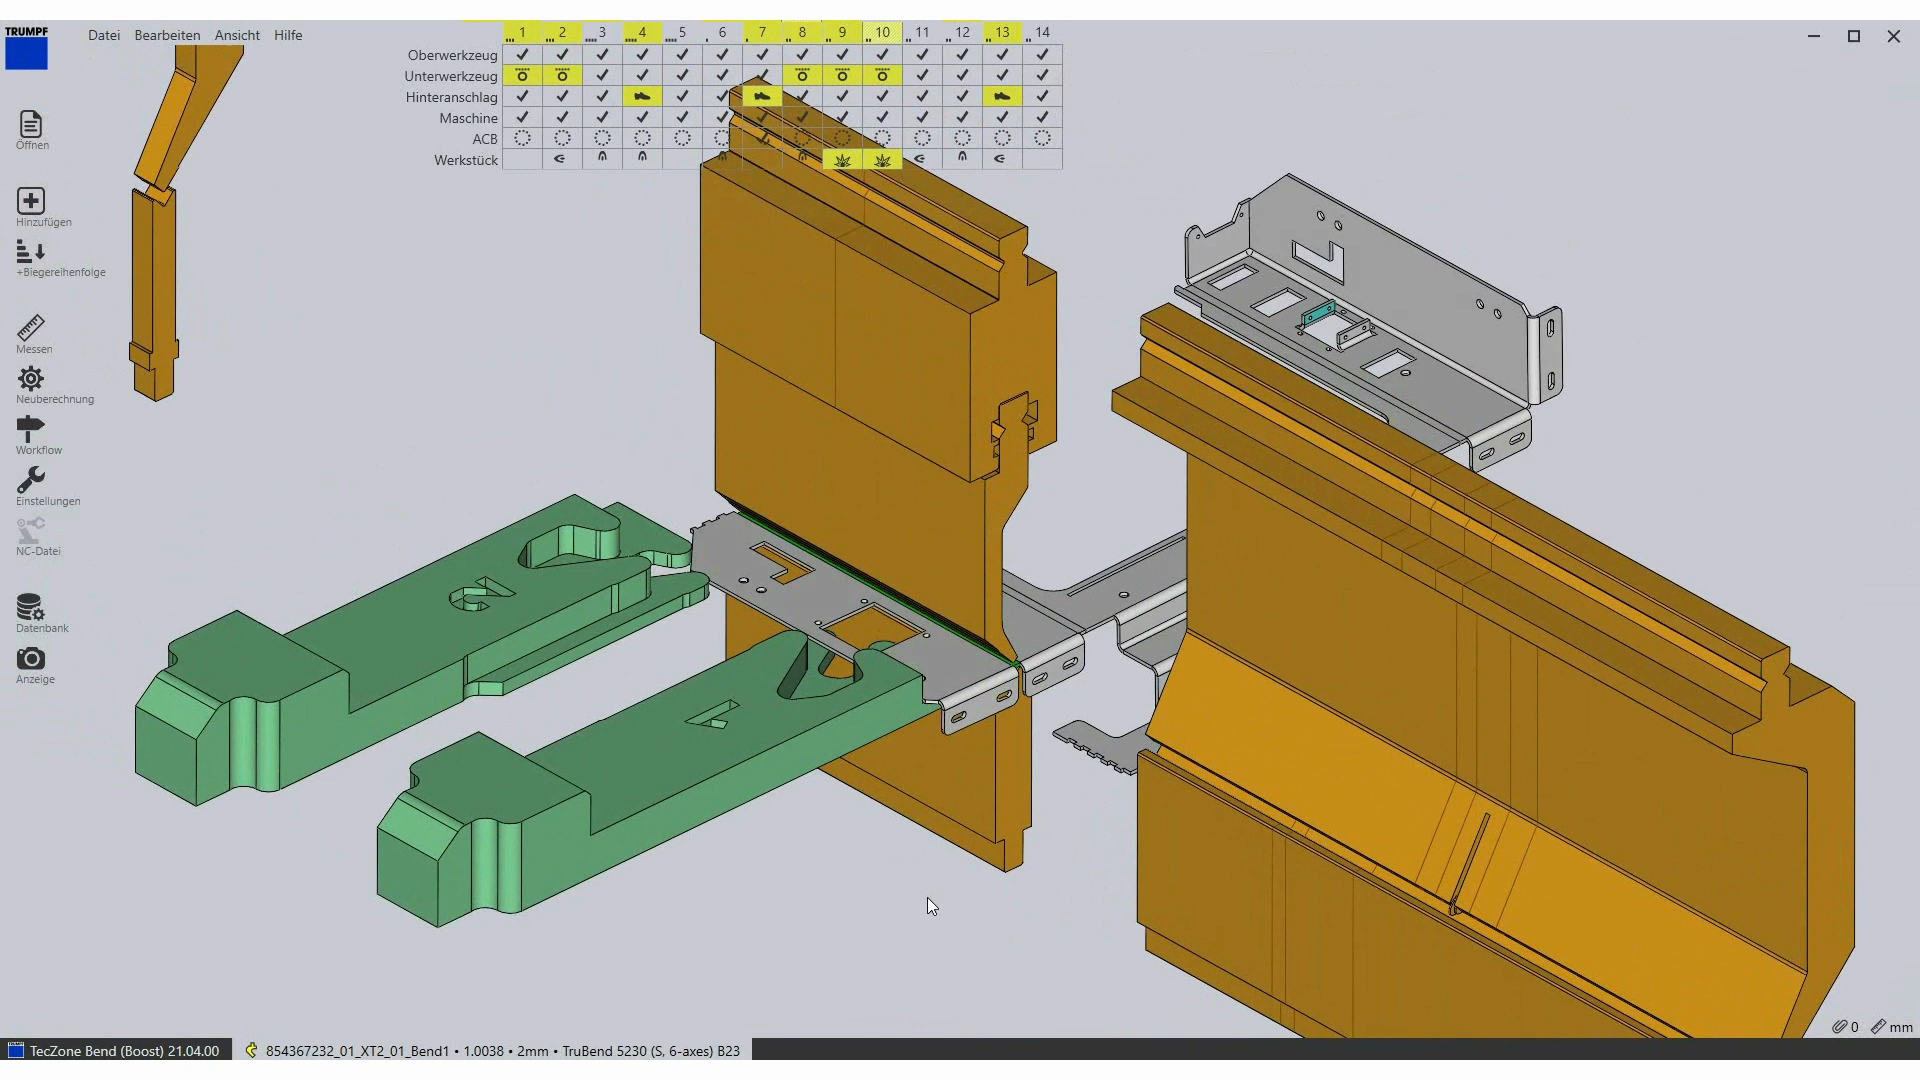 TRUMPF
Datei Bearbeiten Ansicht Hilfe
1 2 3 4 5 6 7 8 9 10 11 12 13 14
Oberwerkzeug
Unterwerkzeug
Hinteranschlag
Maschine
ACB
Werkstück
Öffnen
Hinzufügen
+Biegereihenfolge
Messen
Neuberechnung
Workflow
Einstellungen
NC-Datei
Datenbank
Anzeige
0 mm
TecZone Bend (Boost) 21.04.00
854367232_01_XT2_01_Bend1 • 1.0038 • 2mm • TruBend 5230 (S, 6-axes) B23